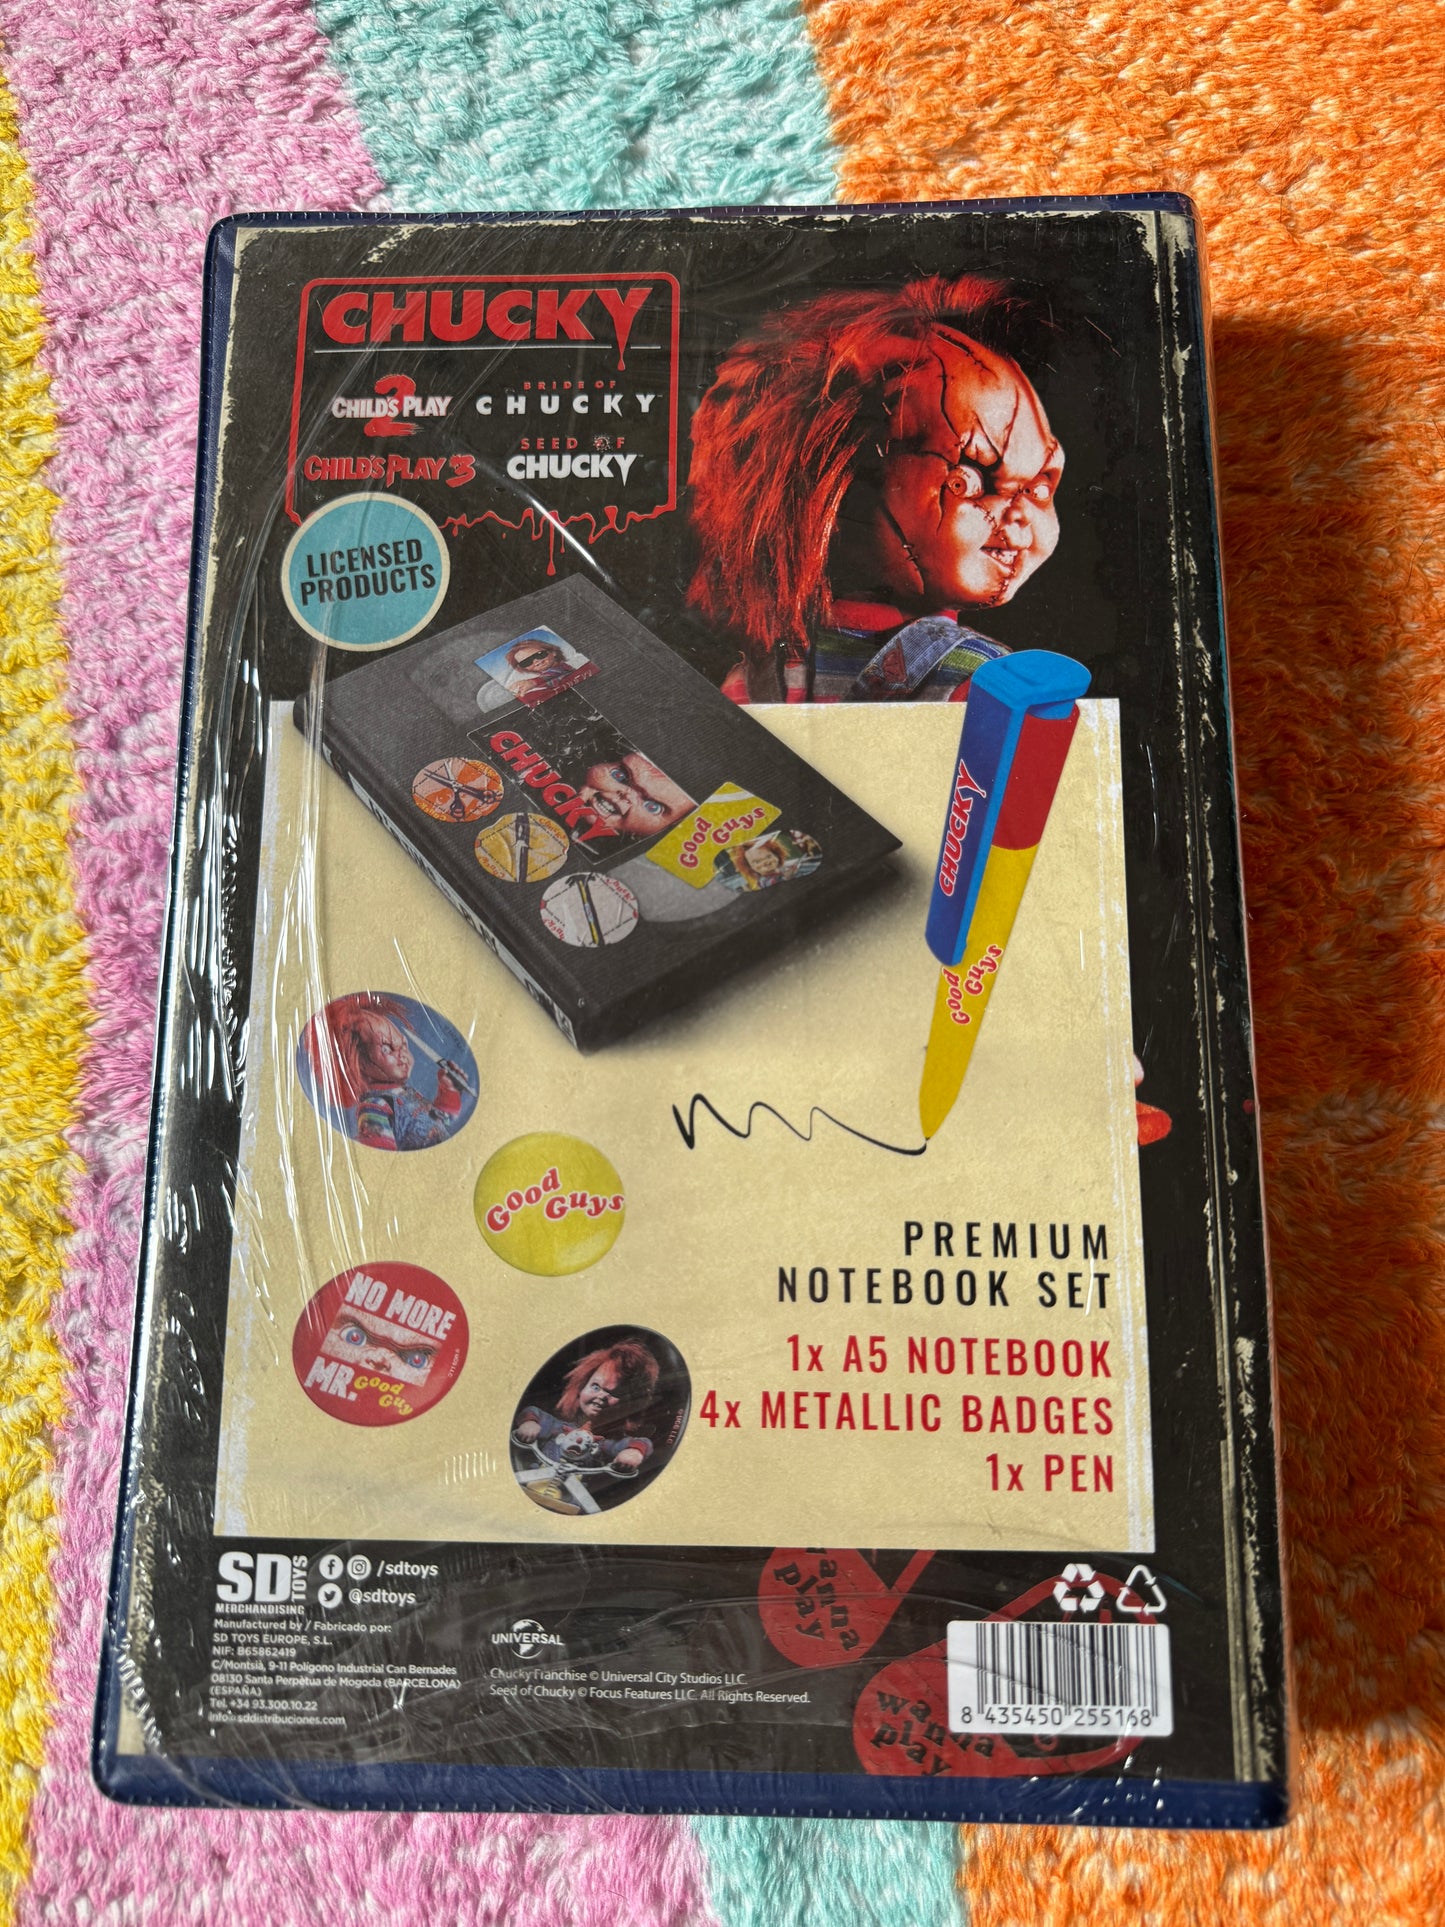 CHUCKY
2
CHILD'S PLAY
BRIDE OF
CHUCKY™
CHILD'S PLAY 3
SEED OF
CHUCKY™
LICENSED
PRODUCTS
CHUCKY
Good
Guys
CHUCKY
Good
Guys
Good
Guys
NO MORE
MR. Good
Guy
PREMIUM
NOTEBOOK SET
1x A5 NOTEBOOK
4x METALLIC BADGES
1x PEN
SD TOYS
MERCHANDISING
/sdtoys
@sdtoys
Manufactured by / Fabricado por:
SD TOYS EUROPE, S.L.
NIF: B65862419
C/Montsià, 9-11 Polígono Industrial Can Bernades
08130 Santa Perpètua de Mogoda (BARCELONA)
(ESPAÑA)
Tel. +34 93.300.10.22
info@sddistribuciones.com
UNIVERSAL
Chucky Franchise © Universal City Studios LLC.
Seed of Chucky © Focus Features LLC. All Rights Reserved.
wanna
play
wanna
play
8 435450 255168